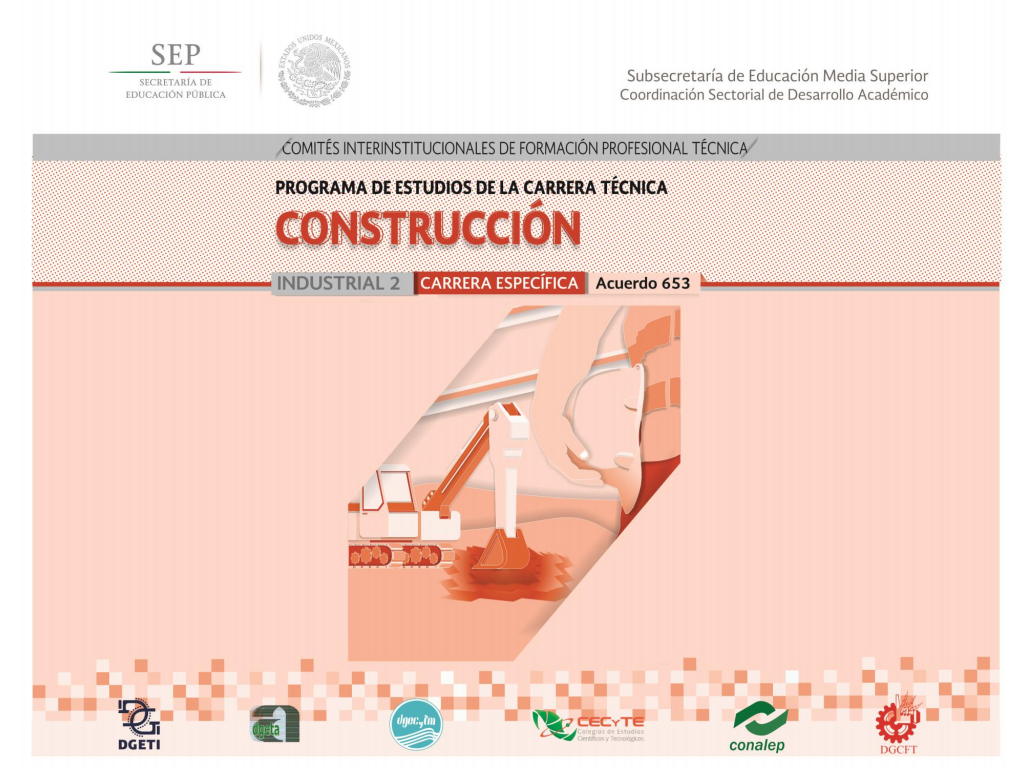 SEP
SECRETARÍA DE
EDUCACIÓN PÚBLICA
ESTADOS UNIDOS MEXICANOS
Subsecretaría de Educación Media Superior
Coordinación Sectorial de Desarrollo Académico
COMITÉS INTERINSTITUCIONALES DE FORMACIÓN PROFESIONAL TÉCNICA
PROGRAMA DE ESTUDIOS DE LA CARRERA TÉCNICA
CONSTRUCCIÓN
INDUSTRIAL 2 CARRERA ESPECÍFICA Acuerdo 653
DGETI
dgeta
dgecytm
CECyTE
Colegios de Estudios
Científicos y Tecnológicos
conalep
DGCFT